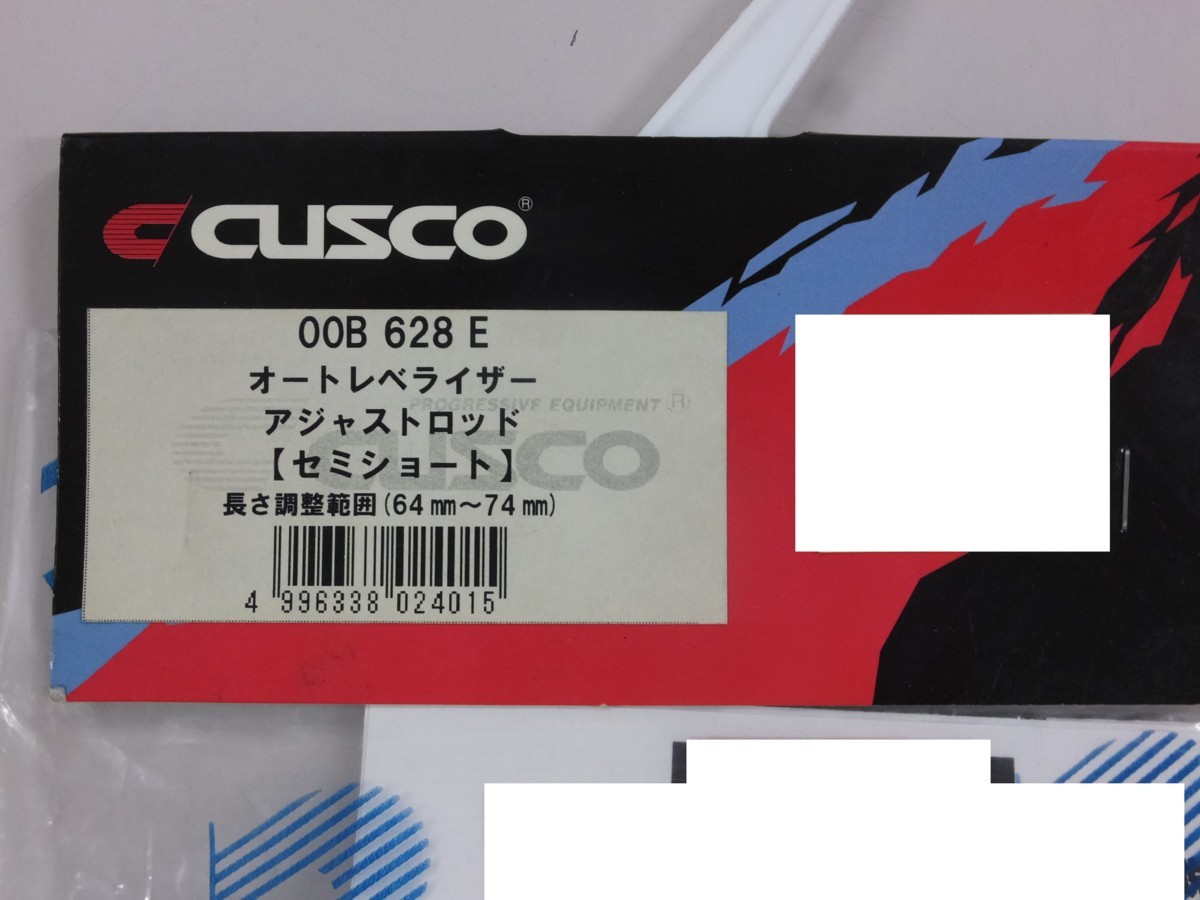 CUSCO®
00B 628 E
オートレベライザー
PROGRESSIVE EQUIPMENT ®
アジャストロッド
CUSCO
【セミショート】
長さ調整範囲(64㎜～74㎜)
4 996338 024015